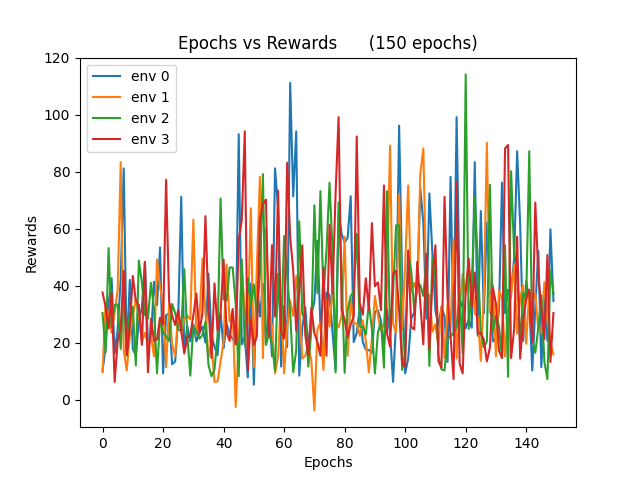 Epochs vs Rewards      (150 epochs)
env 0
env 1
env 2
env 3
Rewards
120
100
80
60
40
20
0
0 20 40 60 80 100 120 140
Epochs